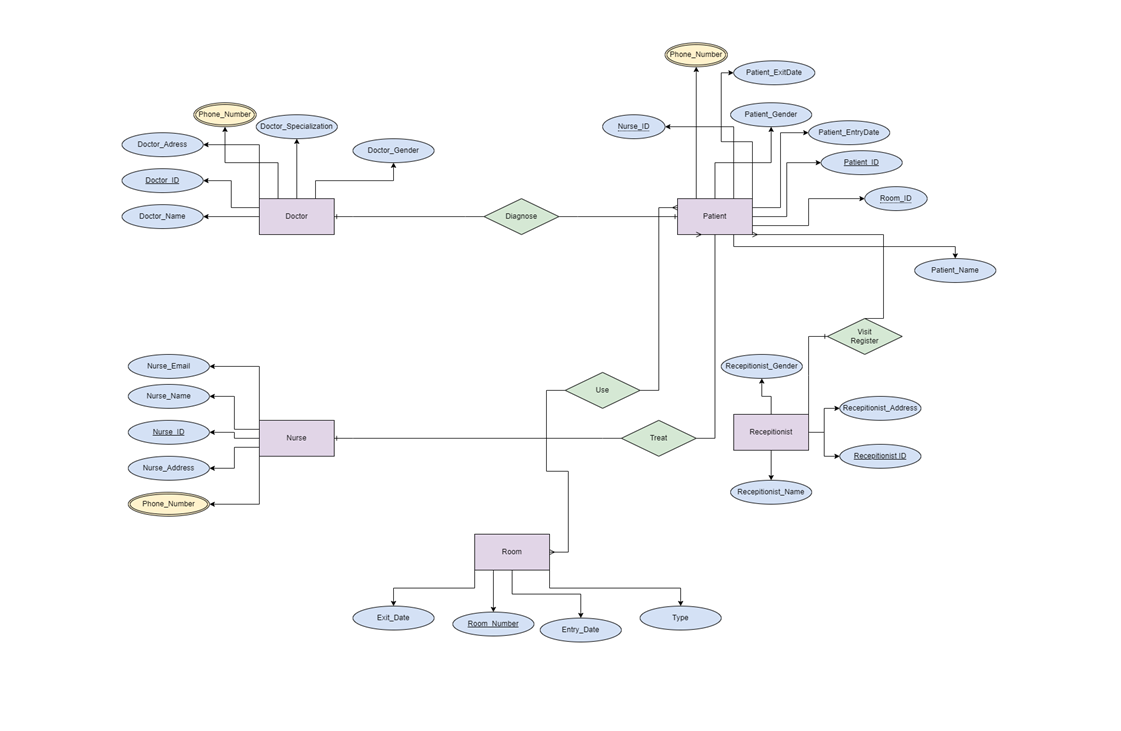 Phone_Number
Patient_ExitDate
Phone_Number
Patient_Gender
Doctor_Specialization
Nurse_ID
Patient_EntryDate
Doctor_Adress
Doctor_Gender
Patient_ID
Doctor_ID
Room_ID
Doctor_Name
Doctor
Diagnose
Patient
Patient_Name
Visit
Register
Nurse_Email
Recepitionist_Gender
Use
Nurse_Name
Recepitionist_Address
Nurse_ID
Nurse
Treat
Recepitionist
Recepitionist ID
Nurse_Address
Recepitionist_Name
Phone_Number
Room
Exit_Date
Room_Number
Entry_Date
Type